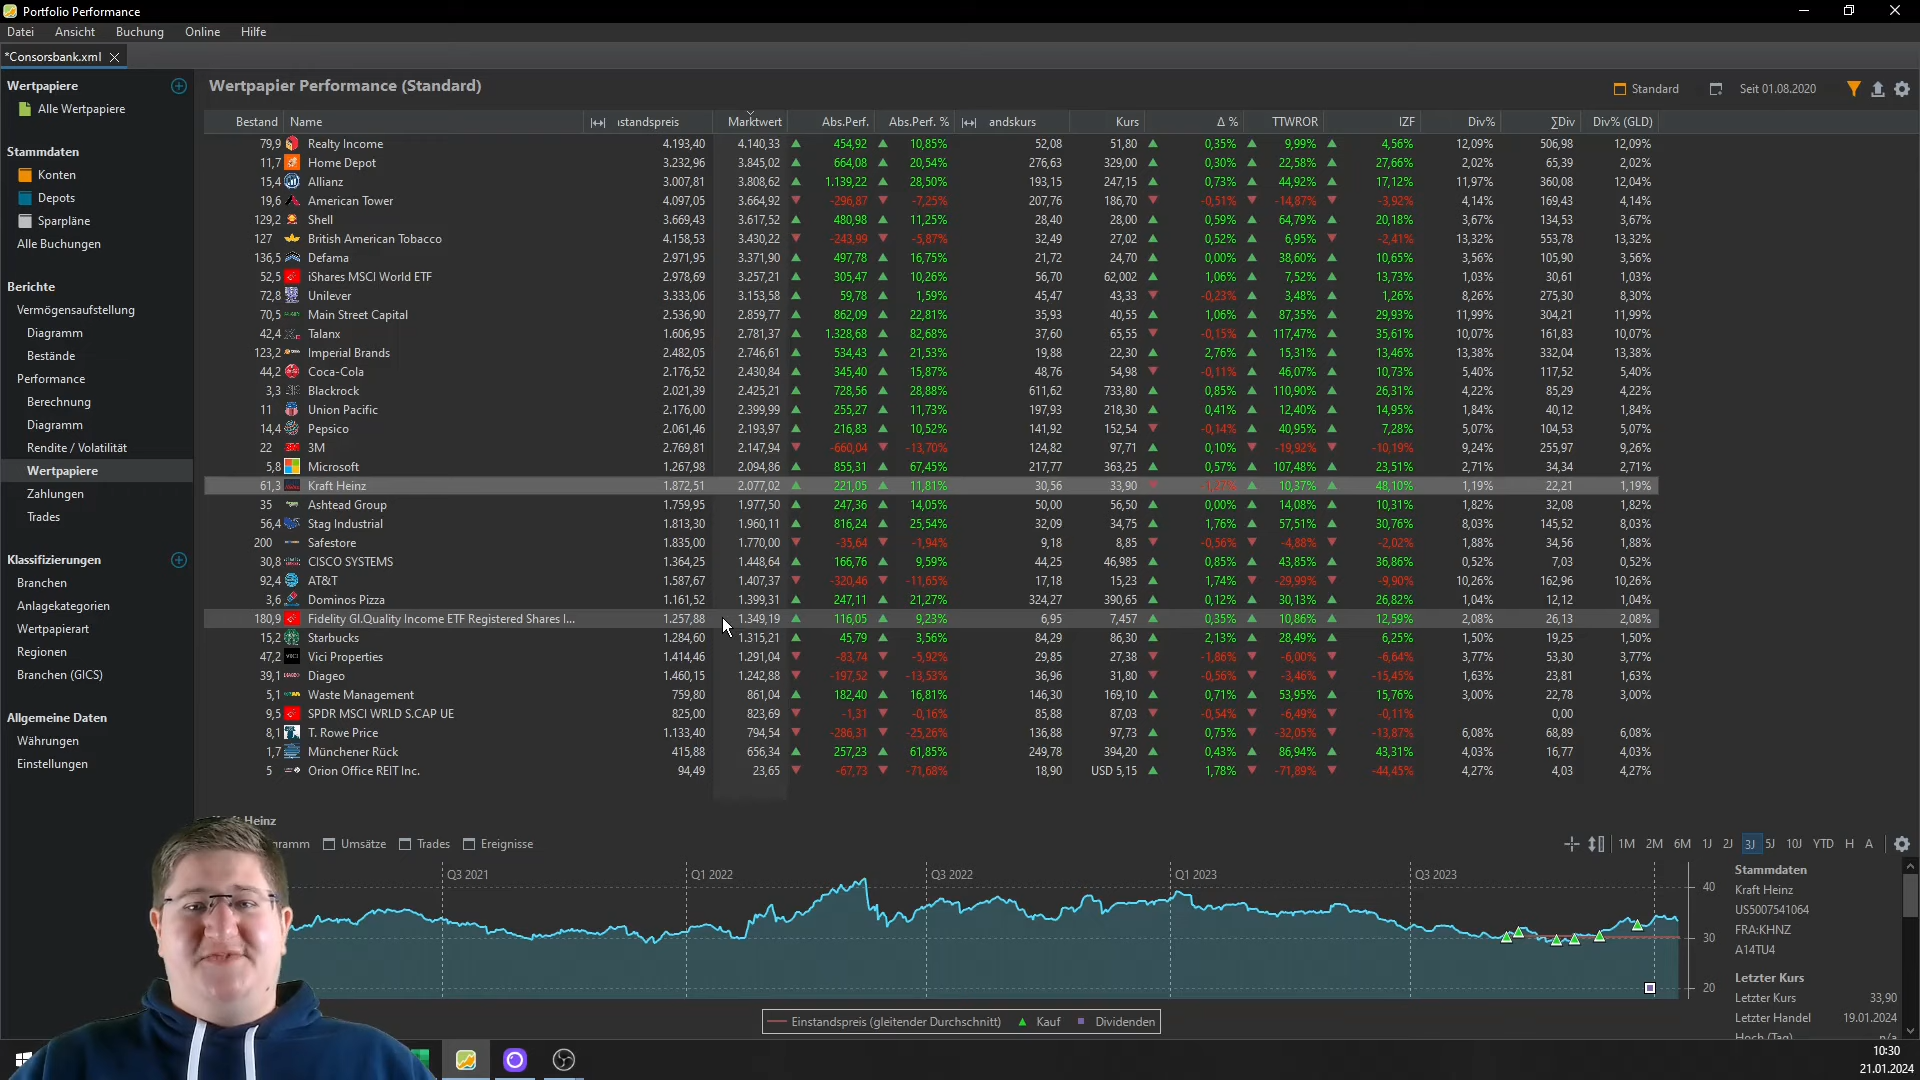 Portfolio Performance
Datei Ansicht Buchung Online Hilfe
*Consorsbank.xml
Wertpapiere
Alle Wertpapiere
Stammdaten
Konten
Depots
Sparpläne
Alle Buchungen
Berichte
Vermögensaufstellung
Diagramm
Bestände
Performance
Berechnung
Diagramm
Rendite / Volatilität
Wertpapiere
Zahlungen
Trades
Klassifizierungen
Branchen
Anlagekategorien
Wertpapierart
Regionen
Branchen (GICS)
Allgemeine Daten
Währungen
Einstellungen
Wertpapier Performance (Standard)
Standard Seit 01.08.2020
Bestand Name ıstandspreis Marktwert Abs.Perf. Abs.Perf. % andskurs Kurs Δ % TTWROR IZF Div% ∑Div Div% (GLD)
79,9 Realty Income 4.193,40 4.140,33 454,92 10,85% 52,08 51,80 0,35% 9,99% 4,56% 12,09% 506,98 12,09%
11,7 Home Depot 3.232,96 3.845,02 664,08 20,54% 276,63 329,00 0,30% 22,58% 27,66% 2,02% 65,39 2,02%
15,4 Allianz 3.007,81 3.808,62 1.139,22 28,50% 193,15 247,15 0,73% 44,92% 17,12% 11,97% 360,08 12,04%
19,6 American Tower 4.097,05 3.664,92 -296,87 -7,25% 207,76 186,70 -0,51% -14,87% -3,92% 4,14% 169,43 4,14%
129,2 Shell 3.669,43 3.617,52 480,98 11,25% 28,40 28,00 0,59% 64,79% 20,18% 3,67% 134,53 3,67%
127 British American Tobacco 4.158,53 3.430,22 -243,99 -5,87% 32,49 27,02 0,52% 6,95% -2,41% 13,32% 553,78 13,32%
136,5 Defama 2.971,95 3.371,90 497,78 16,75% 21,72 24,70 0,00% 38,60% 10,65% 3,56% 105,90 3,56%
52,5 iShares MSCI World ETF 2.978,69 3.257,21 305,47 10,26% 56,70 62,002 1,06% 7,52% 13,73% 1,03% 30,61 1,03%
72,8 Unilever 3.333,06 3.153,58 59,78 1,59% 45,47 43,33 -0,23% 3,48% 1,26% 8,26% 275,30 8,30%
70,5 Main Street Capital 2.536,90 2.859,77 862,09 22,81% 35,93 40,55 1,06% 87,35% 29,93% 11,99% 304,21 11,99%
42,4 Talanx 1.606,95 2.781,37 1.328,68 82,68% 37,60 65,55 -0,15% 117,47% 35,61% 10,07% 161,83 10,07%
123,2 Imperial Brands 2.482,05 2.746,61 534,43 21,53% 19,88 22,30 2,76% 15,31% 13,46% 13,38% 332,04 13,38%
44,2 Coca-Cola 2.176,52 2.430,84 345,40 15,87% 48,76 54,98 -0,11% 46,07% 10,73% 5,40% 117,52 5,40%
3,3 Blackrock 2.021,39 2.425,21 728,56 28,88% 611,62 733,80 0,85% 110,90% 26,31% 4,22% 85,29 4,22%
11 Union Pacific 2.176,00 2.399,99 255,27 11,73% 197,93 218,30 0,41% 12,40% 14,95% 1,84% 40,12 1,84%
14,4 Pepsico 2.061,46 2.193,97 216,83 10,52% 141,92 152,54 -0,14% 40,95% 7,28% 5,07% 104,53 5,07%
22 3M 2.769,81 2.147,94 -660,04 -13,70% 124,82 97,71 0,10% -19,92% -10,19% 9,24% 255,97 9,26%
5,8 Microsoft 1.267,98 2.094,86 855,31 67,45% 217,77 363,25 0,57% 107,48% 23,51% 2,71% 34,34 2,71%
61,3 Kraft Heinz 1.872,51 2.077,02 221,05 11,81% 30,56 33,90 10,37% 48,10% 1,19% 22,21 1,19%
35 Ashtead Group 1.759,95 1.977,50 247,36 14,05% 50,00 56,50 0,00% 14,08% 10,31% 1,82% 32,08 1,82%
56,4 Stag Industrial 1.813,30 1.960,11 816,24 25,54% 32,09 34,75 1,76% 57,51% 30,76% 8,03% 145,52 8,03%
200 Safestore 1.835,00 1.770,00 -35,64 -1,94% 9,18 8,85 -0,56% -4,88% -2,02% 1,88% 34,56 1,88%
30,8 CISCO SYSTEMS 1.364,25 1.448,64 166,76 9,59% 44,25 46,985 0,85% 43,85% 36,86% 0,52% 7,03 0,52%
92,4 AT&T 1.587,67 1.407,37 -320,46 -11,65% 17,18 15,23 1,74% -29,99% -9,90% 10,26% 162,96 10,26%
3,6 Dominos Pizza 1.161,52 1.399,31 247,11 21,27% 324,27 390,65 0,12% 30,13% 26,82% 1,04% 12,12 1,04%
180,9 Fidelity GI.Quality Income ETF Registered Shares I... 1.257,88 1.349,19 116,05 9,23% 6,95 7,457 0,35% 10,86% 12,59% 2,08% 26,13 2,08%
15,2 Starbucks 1.284,60 1.315,21 45,79 3,56% 84,29 86,30 2,13% 28,49% 6,25% 1,50% 19,25 1,50%
47,2 Vici Properties 1.414,46 1.291,04 -83,74 -5,92% 29,85 27,38 -1,86% -6,00% -6,64% 3,77% 53,30 3,77%
39,1 Diageo 1.460,15 1.242,88 -197,52 -13,53% 36,96 31,80 -0,56% -3,46% -15,45% 1,63% 23,81 1,63%
5,1 Waste Management 759,80 861,04 182,40 16,81% 146,30 169,10 0,71% 53,95% 15,76% 3,00% 22,78 3,00%
9,5 SPDR MSCI WRLD S.CAP UE 825,00 823,69 -1,31 -0,16% 85,88 87,03 -0,54% -6,49% -0,11% 0,00
8,1 T. Rowe Price 1.133,40 794,54 -286,31 -25,26% 136,88 97,73 0,75% -32,05% -13,87% 6,08% 68,89 6,08%
1,7 Münchener Rück 415,88 656,34 257,23 61,85% 249,78 394,20 0,43% 86,94% 43,31% 4,03% 16,77 4,03%
5 Orion Office REIT Inc. 94,49 23,65 -67,73 -71,68% 18,90 USD 5,15 1,78% -71,89% -44,45% 4,27% 4,03 4,27%
Heinz
ramm Umsätze Trades Ereignisse
1M 2M 6M 1J 2J 3J 5J 10J YTD H A
Q3 2021 Q1 2022 Q3 2022 Q1 2023 Q3 2023
40
30
20
Einstandspreis (gleitender Durchschnitt) Kauf Dividenden
Stammdaten
Kraft Heinz
US5007541064
FRA:KHNZ
A14TU4
Letzter Kurs
Letzter Kurs 33,90
Letzter Handel 19.01.2024
Hoch (Tag) n/a
10:30
21.01.2024